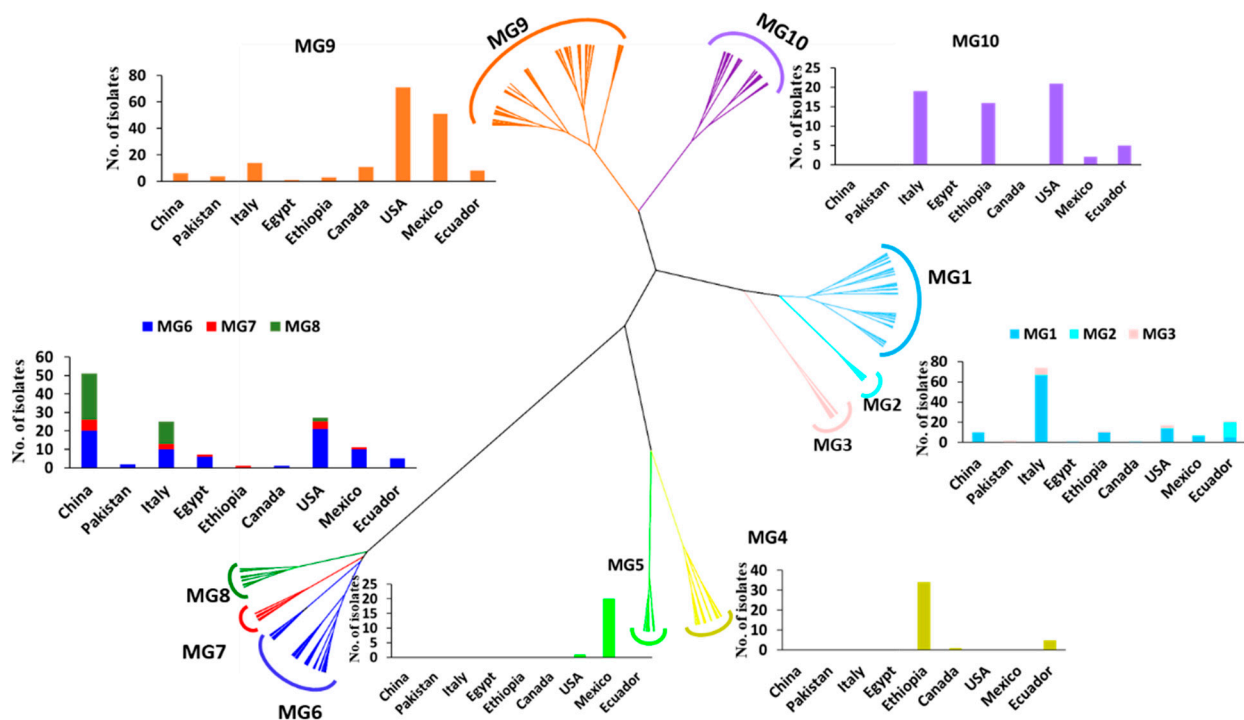 MG9
80
60
40
20
0
No. of isolates
China
Pakistan
Italy
Egypt
Ethiopia
Canada
USA
Mexico
Ecuador
MG9
MG10
MG10
25
20
15
10
5
0
No. of isolates
China
Pakistan
Italy
Egypt
Ethiopia
Canada
USA
Mexico
Ecuador
MG6 MG7 MG8
60
50
40
30
20
10
0
No. of isolates
China
Pakistan
Italy
Egypt
Ethiopia
Canada
USA
Mexico
Ecuador
MG1
MG2
MG3
MG1 MG2 MG3
80
60
40
20
0
No. of isolates
China
Pakistan
Italy
Egypt
Ethiopia
Canada
USA
Mexico
Ecuador
MG8
MG7
MG6
25
20
15
10
5
0
No. of isolates
China
Pakistan
Italy
Egypt
Ethiopia
Canada
USA
Mexico
Ecuador
MG5
MG4
40
30
20
10
0
No. of isolates
China
Pakistan
Italy
Egypt
Ethiopia
Canada
USA
Mexico
Ecuador